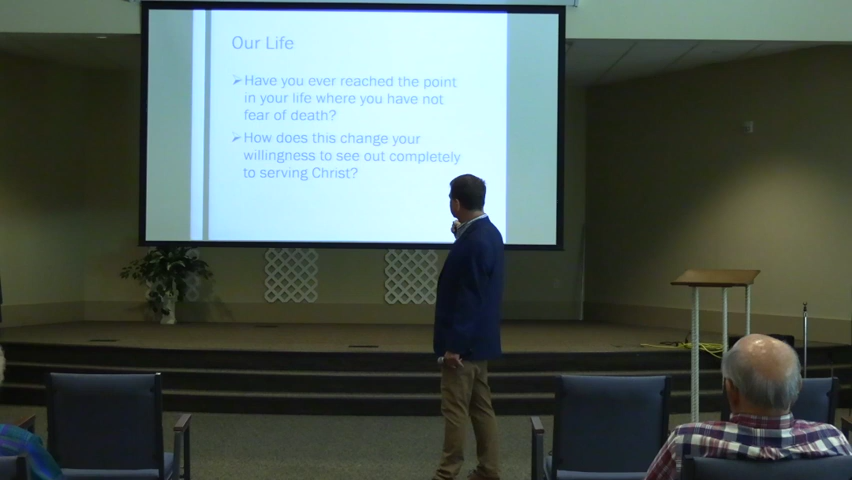 Our Life
➢Have you ever reached the point
in your life where you have not
fear of death?
➢How does this change your
willingness to see out completely
to serving Christ?